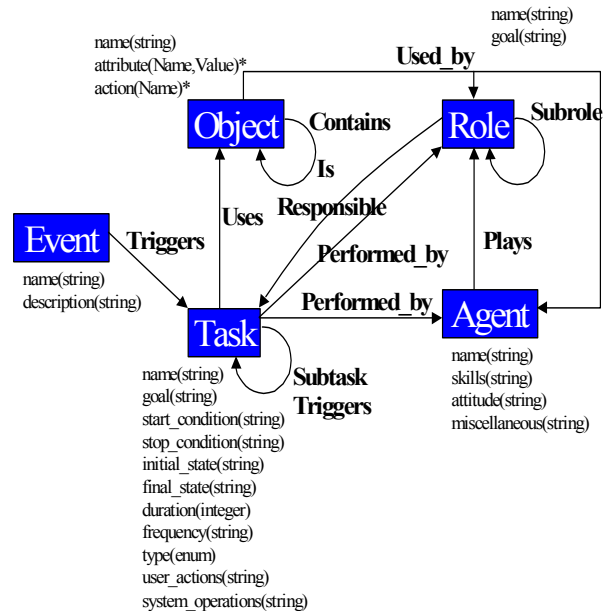 name(string)
goal(string)
name(string)
attribute(Name,Value)*
action(Name)*
Used_by
Object
Contains
Is
Role
Subrole
Uses
Responsible
Event
Triggers
Performed_by
Plays
name(string)
description(string)
Task
Performed_by
Agent
Subtask
Triggers
name(string)
goal(string)
start_condition(string)
stop_condition(string)
initial_state(string)
final_state(string)
duration(integer)
frequency(string)
type(enum)
user_actions(string)
system_operations(string)
name(string)
skills(string)
attitude(string)
miscellaneous(string)